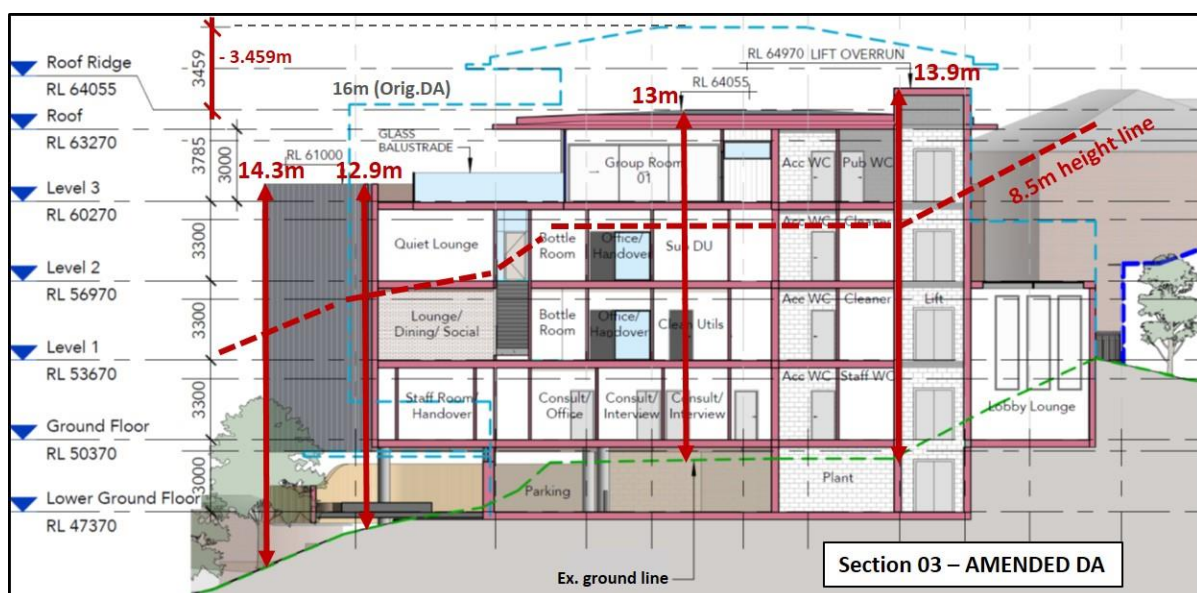 3459
- 3.459m
Roof Ridge
RL 64055
Roof
RL 63270
Level 3
RL 60270
Level 2
RL 56970
Level 1
RL 53670
Ground Floor
RL 50370
Lower Ground Floor
RL 47370
3785
3000
3300
3300
3300
3000
16m (Orig.DA)
GLASS
BALUSTRADE
RL 61000
14.3m
12.9m
RL 64970 LIFT OVERRUN
13.9m
13m
RL 64055
8.5m height line
Group Room
01
Acc WC
Pub WC
Quiet Lounge
Bottle
Room
Office/
Handover
Sub DU
Acc WC
Cleaner
Lounge/
Dining/ Social
Bottle
Room
Office/
Handover
Clean Utils
Acc WC
Cleaner
Lift
Staff Room/
Handover
Consult/
Office
Consult/
Interview
Consult/
Interview
Acc WC
Staff WC
Lobby Lounge
Parking
Plant
Ex. ground line
Section 03 – AMENDED DA